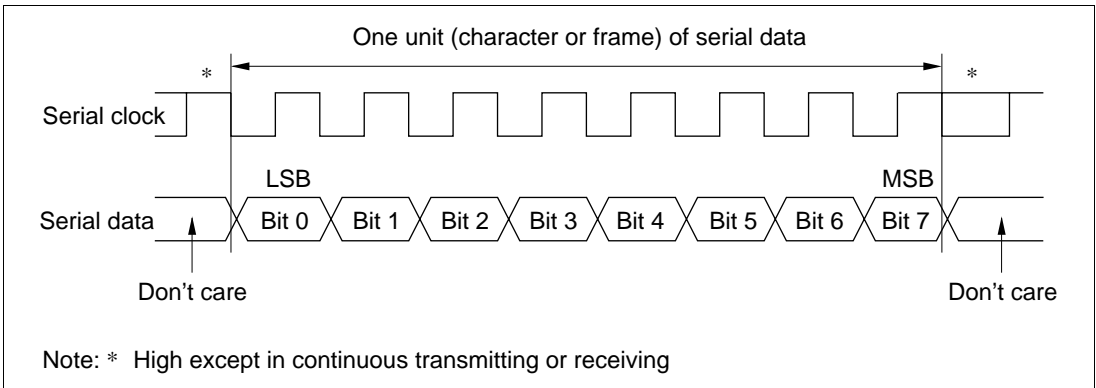 One unit (character or frame) of serial data
* *
Serial clock
LSB MSB
Serial data Bit 0 Bit 1 Bit 2 Bit 3 Bit 4 Bit 5 Bit 6 Bit 7
Don’t care Don’t care
Note: * High except in continuous transmitting or receiving